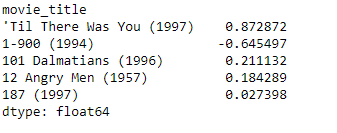 movie_title
'Til There Was You (1997)    0.872872
1-900 (1994)                -0.645497
101 Dalmatians (1996)        0.211132
12 Angry Men (1957)          0.184289
187 (1997)                   0.027398
dtype: float64